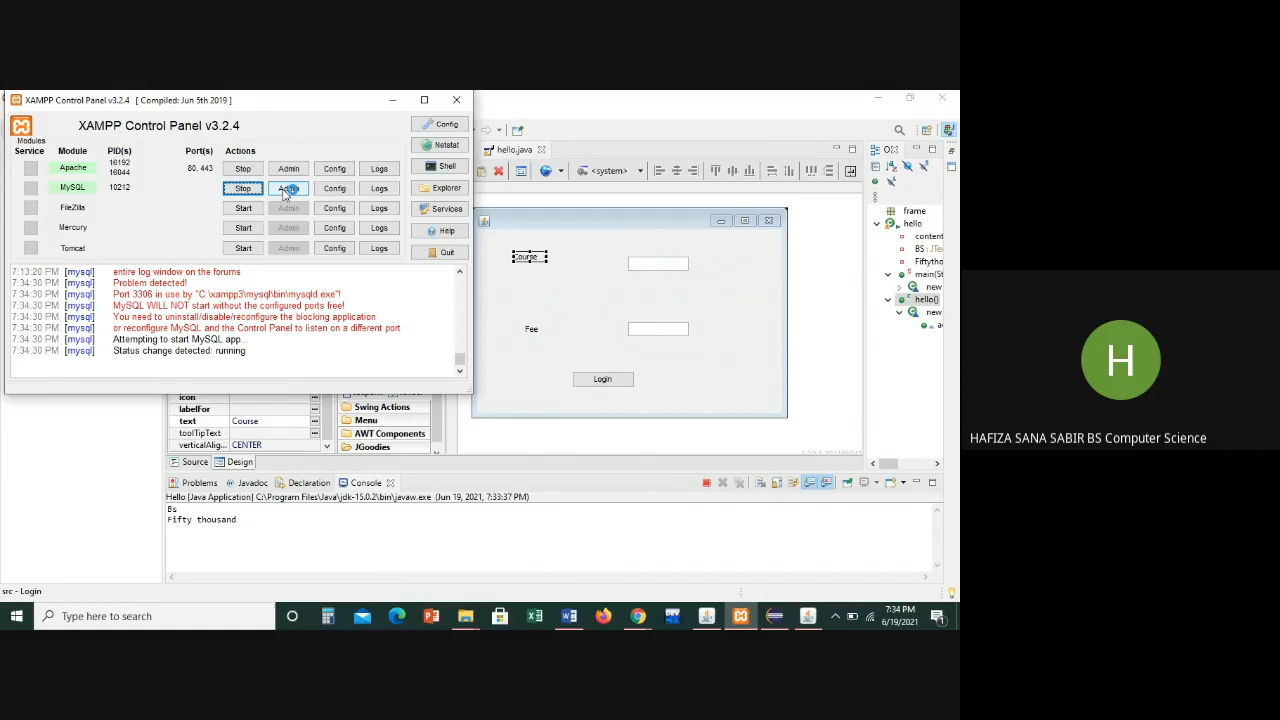 XAMPP Control Panel v3.2.4 [ Compiled: Jun 5th 2019 ]
XAMPP Control Panel v3.2.4
Config
Modules
Service Module PID(s) Port(s) Actions
Netstat
Apache 16192 16044 80, 443 Stop Admin Config Logs
Shell
MySQL 10212 Stop Admin Config Logs
Explorer
FileZilla Start Admin Config Logs
Services
Mercury Start Admin Config Logs
Help
Tomcat Start Admin Config Logs
Quit
7:13:20 PM [mysql] entire log window on the forums
7:34:30 PM [mysql] Problem detected!
7:34:30 PM [mysql] Port 3306 in use by "C:\xampp3\mysql\bin\mysqld.exe"!
7:34:30 PM [mysql] MySQL WILL NOT start without the configured ports free!
7:34:30 PM [mysql] You need to uninstall/disable/reconfigure the blocking application
7:34:30 PM [mysql] or reconfigure MySQL and the Control Panel to listen on a different port
7:34:30 PM [mysql] Attempting to start MySQL app...
7:34:30 PM [mysql] Status change detected: running
hello.java
<system>
Course
Fee
Login
frame
hello
content
BS : JTex
Fiftythou
main(St
new
hello()
new
icon
labelFor
text Course
toolTipText
verticalAlig... CENTER
Swing Actions
Menu
AWT Components
JGoodies
Source Design
Problems Javadoc Declaration Console
Hello [Java Application] C:\Program Files\Java\jdk-15.0.2\bin\javaw.exe (Jun 19, 2021, 7:33:37 PM)
Bs
Fifty thousand
src - Login
Type here to search
7:34 PM
6/19/2021
H
HAFIZA SANA SABIR BS Computer Science